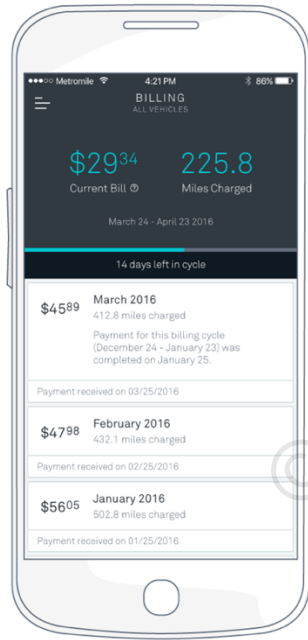 ●●●○○ Metromile 4:21 PM 86%
BILLING
ALL VEHICLES
$29³⁴ 225.8
Current Bill ? Miles Charged
March 24 - April 23 2016
14 days left in cycle
$45⁸⁹ March 2016
412.8 miles charged
Payment for this billing cycle
(December 24 - January 23) was
completed on January 25.
Payment received on 03/25/2016
$47⁹⁸ February 2016
432.1 miles charged
Payment received on 02/25/2016
$56⁰⁵ January 2016
502.8 miles charged
Payment received on 01/25/2016
©